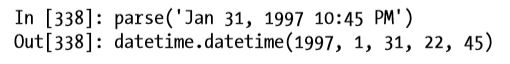 In [338]: parse('Jan 31, 1997 10:45 PM')
Out[338]: datetime.datetime(1997, 1, 31, 22, 45)